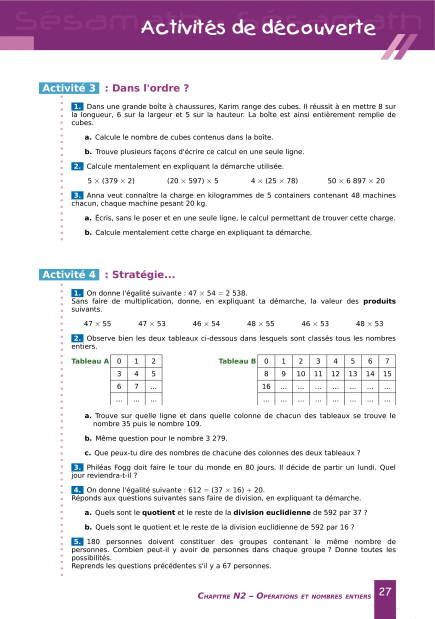 Sésamath Sésamath
Activités de découverte
Activité 3 : Dans l'ordre ?
1. Dans une grande boîte à chaussures, Karim range des cubes. Il réussit à en mettre 8 sur
la longueur, 6 sur la largeur et 5 sur la hauteur. La boîte est ainsi entièrement remplie de
cubes.
a. Calcule le nombre de cubes contenus dans la boîte.
b. Trouve plusieurs façons d'écrire ce calcul en une seule ligne.
2. Calcule mentalement en expliquant la démarche utilisée.
5 × (379 × 2) (20 × 597) × 5 4 × (25 × 78) 50 × 6 897 × 20
3. Anna veut connaître la charge en kilogrammes de 5 containers contenant 48 machines
chacun, chaque machine pesant 20 kg.
a. Écris, sans le poser et en une seule ligne, le calcul permettant de trouver cette charge.
b. Calcule mentalement cette charge en expliquant ta démarche.
Activité 4 : Stratégie...
1. On donne l'égalité suivante : 47 × 54 = 2 538.
Sans faire de multiplication, donne, en expliquant ta démarche, la valeur des produits
suivants.
47 × 55 47 × 53 46 × 54 48 × 55 46 × 53 48 × 53
2. Observe bien les deux tableaux ci-dessous dans lesquels sont classés tous les nombres
entiers.
Tableau A 0 1 2 Tableau B 0 1 2 3 4 5 6 7
3 4 5 8 9 10 11 12 13 14 15
6 7 ... 16 ... ... ... ... ... ... ...
... ... ... ... ... ... ... ... ... ... ...
a. Trouve sur quelle ligne et dans quelle colonne de chacun des tableaux se trouve le
nombre 35 puis le nombre 109.
b. Même question pour le nombre 3 279.
c. Que peux-tu dire des nombres de chacune des colonnes des deux tableaux ?
3. Philéas Fogg doit faire le tour du monde en 80 jours. Il décide de partir un lundi. Quel
jour reviendra-t-il ?
4. On donne l'égalité suivante : 612 = (37 × 16) + 20.
Réponds aux questions suivantes sans faire de division, en expliquant ta démarche.
a. Quels sont le quotient et le reste de la division euclidienne de 592 par 37 ?
b. Quels sont le quotient et le reste de la division euclidienne de 592 par 16 ?
5. 180 personnes doivent constituer des groupes contenant le même nombre de
personnes. Combien peut-il y avoir de personnes dans chaque groupe ? Donne toutes les
possibilités.
Reprends les questions précédentes s'il y a 67 personnes.
CHAPITRE N2 – OPÉRATIONS ET NOMBRES ENTIERS 27